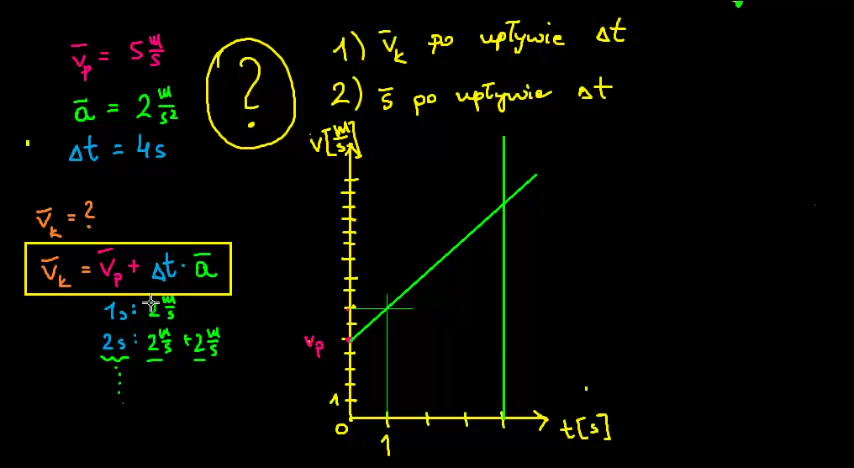 v̄p = 5 m/s
ā = 2 m/s²
Δt = 4s
?
1) v̄k po upływie Δt
2) s̄ po upływie Δt
v̄k = ?
v̄k = v̄p + Δt · ā
1s: 2 m/s
2s: 2 m/s + 2 m/s
v[m/s]
vp
1
0
1
t[s]